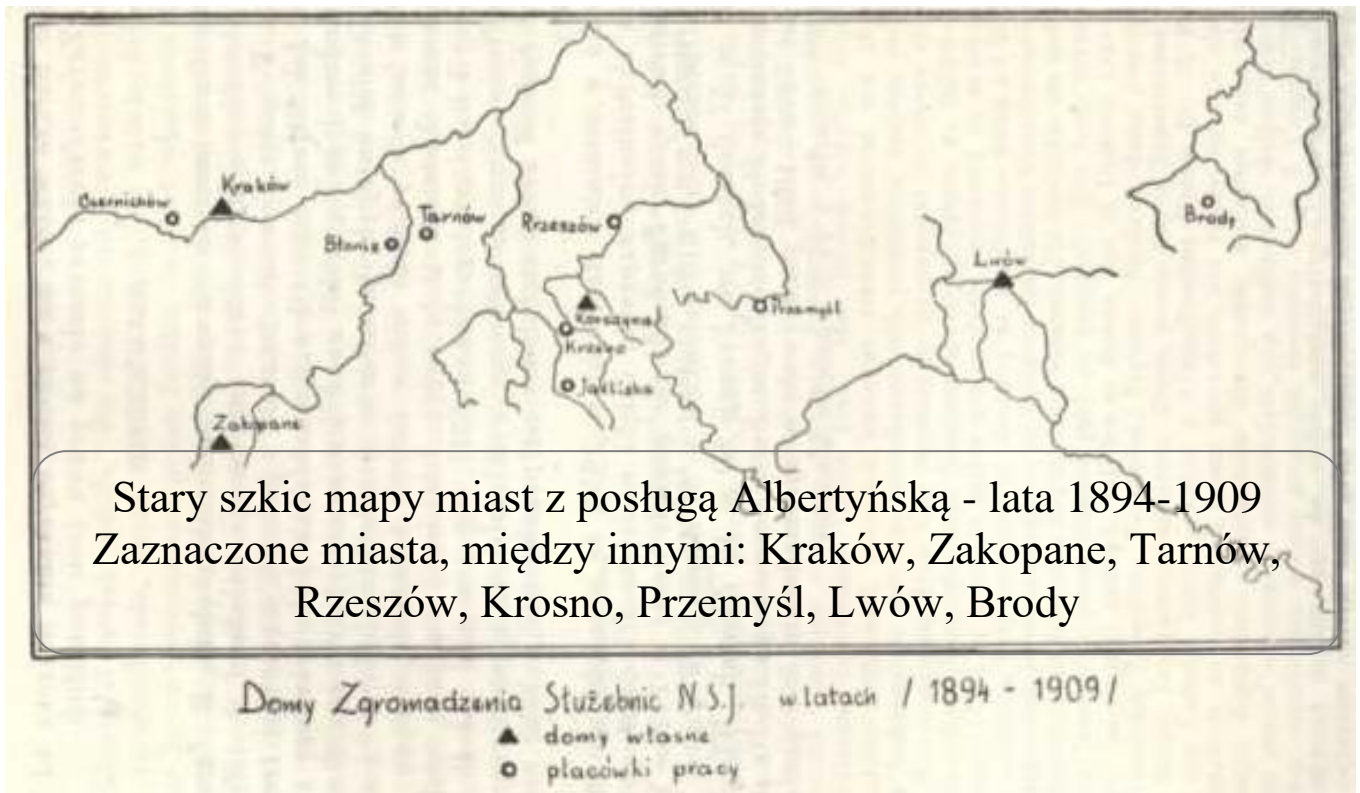 Kraków
Czernichów
Tarnów
Błonie
Rrzeszów
Brody
Lwów
Korczyna
Przemyśl
Krosno
Jaśliska
Zakopane
Stary szkic mapy miast z posługą Albertyńską - lata 1894-1909
Zaznaczone miasta, między innymi: Kraków, Zakopane, Tarnów,
Rzeszów, Krosno, Przemyśl, Lwów, Brody
Domy Zgromadzenia Służebnic N.S.J. w latach / 1894 - 1909/
domy własne
placówki pracy